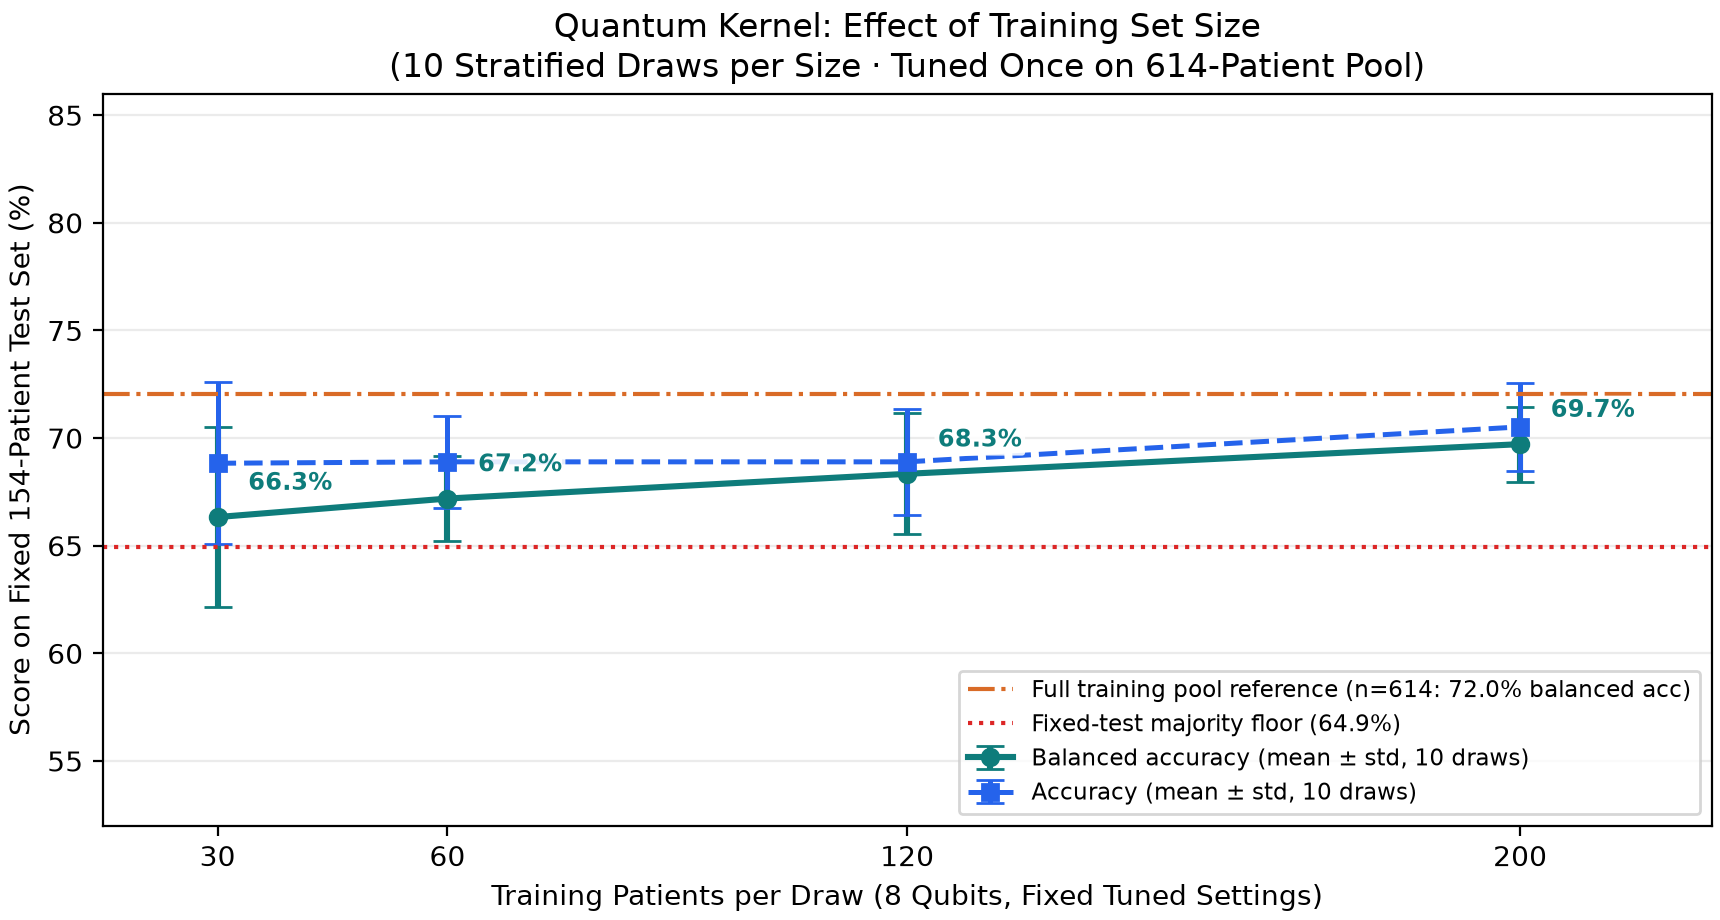 Quantum Kernel: Effect of Training Set Size
(10 Stratified Draws per Size · Tuned Once on 614-Patient Pool)
Score on Fixed 154-Patient Test Set (%)
85
80
75
70
65
60
55
66.3%
67.2%
68.3%
69.7%
Full training pool reference (n=614: 72.0% balanced acc)
Fixed-test majority floor (64.9%)
Balanced accuracy (mean ± std, 10 draws)
Accuracy (mean ± std, 10 draws)
30
60
120
200
Training Patients per Draw (8 Qubits, Fixed Tuned Settings)